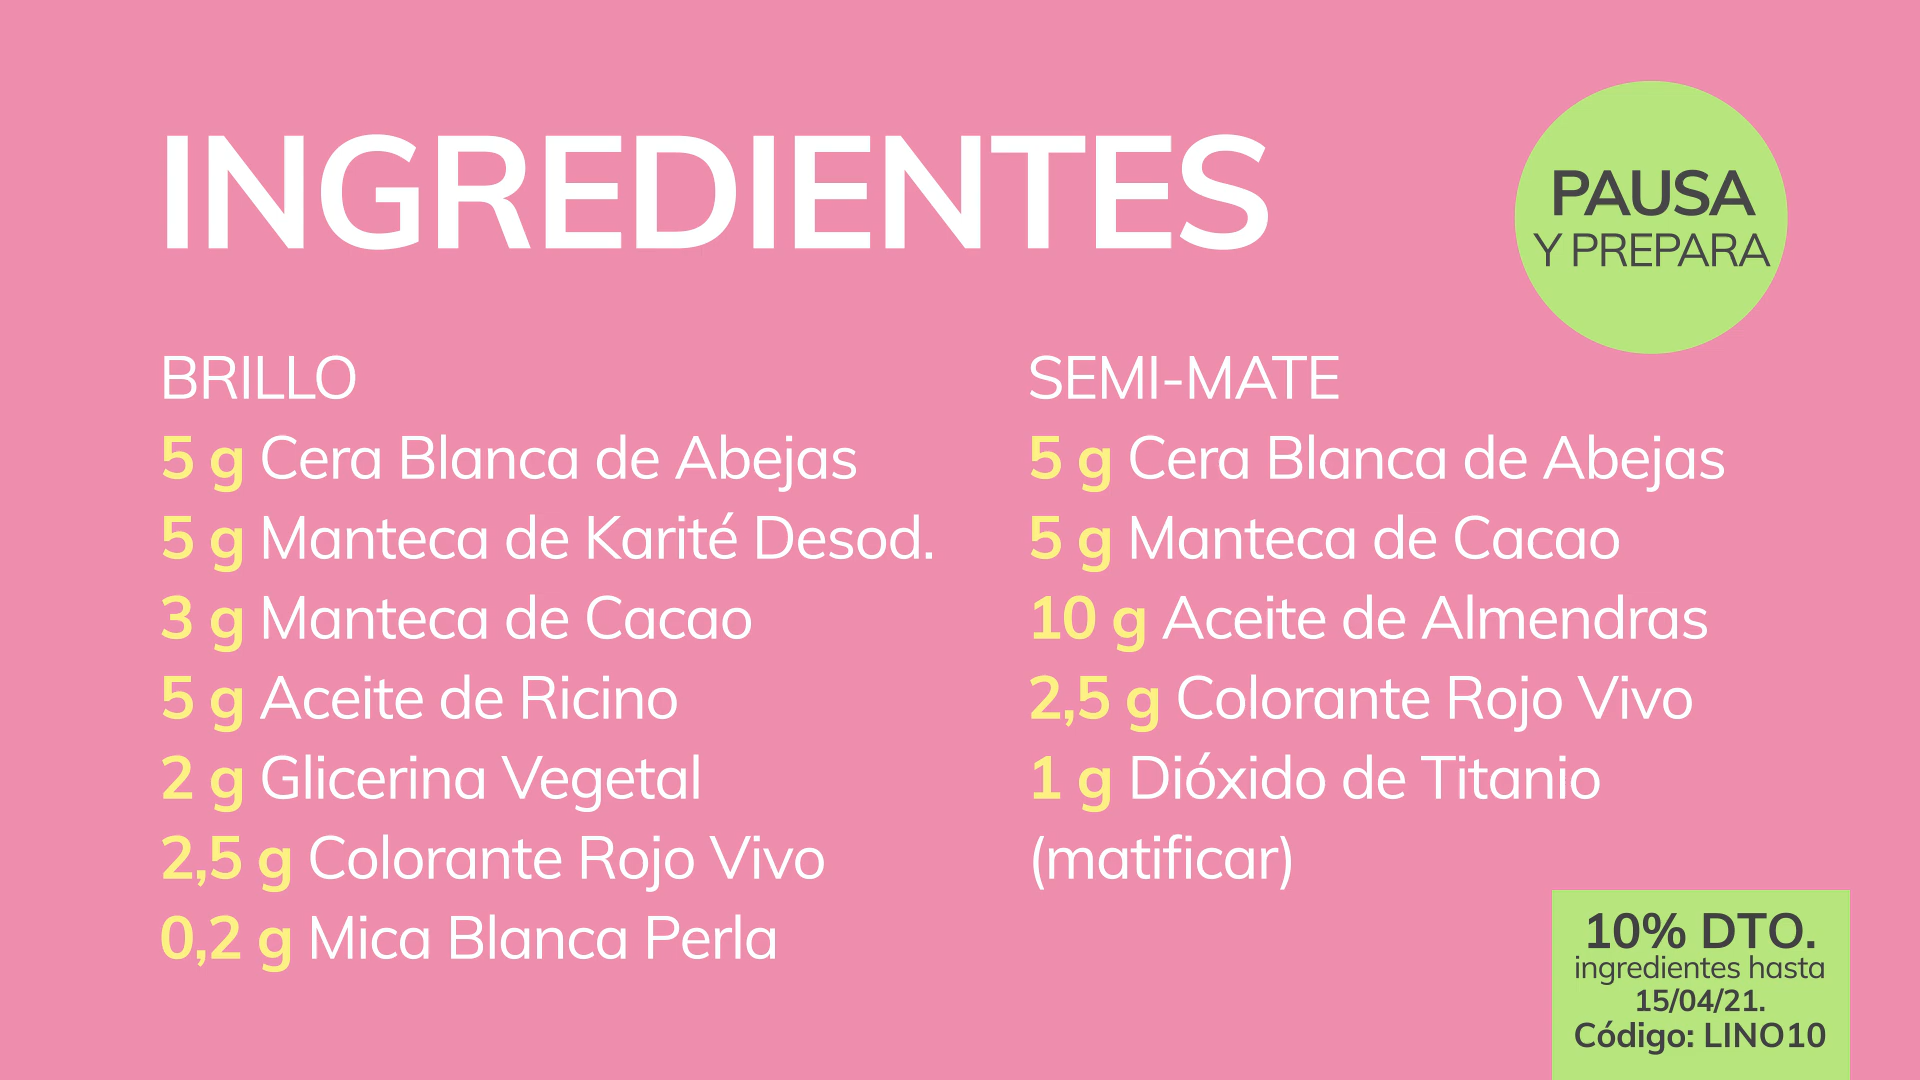 INGREDIENTES
PAUSA
Y PREPARA
BRILLO
5 g Cera Blanca de Abejas
5 g Manteca de Karité Desod.
3 g Manteca de Cacao
5 g Aceite de Ricino
2 g Glicerina Vegetal
2,5 g Colorante Rojo Vivo
0,2 g Mica Blanca Perla
SEMI-MATE
5 g Cera Blanca de Abejas
5 g Manteca de Cacao
10 g Aceite de Almendras
2,5 g Colorante Rojo Vivo
1 g Dióxido de Titanio
(matificar)
10% DTO.
ingredientes hasta
15/04/21.
Código: LINO10